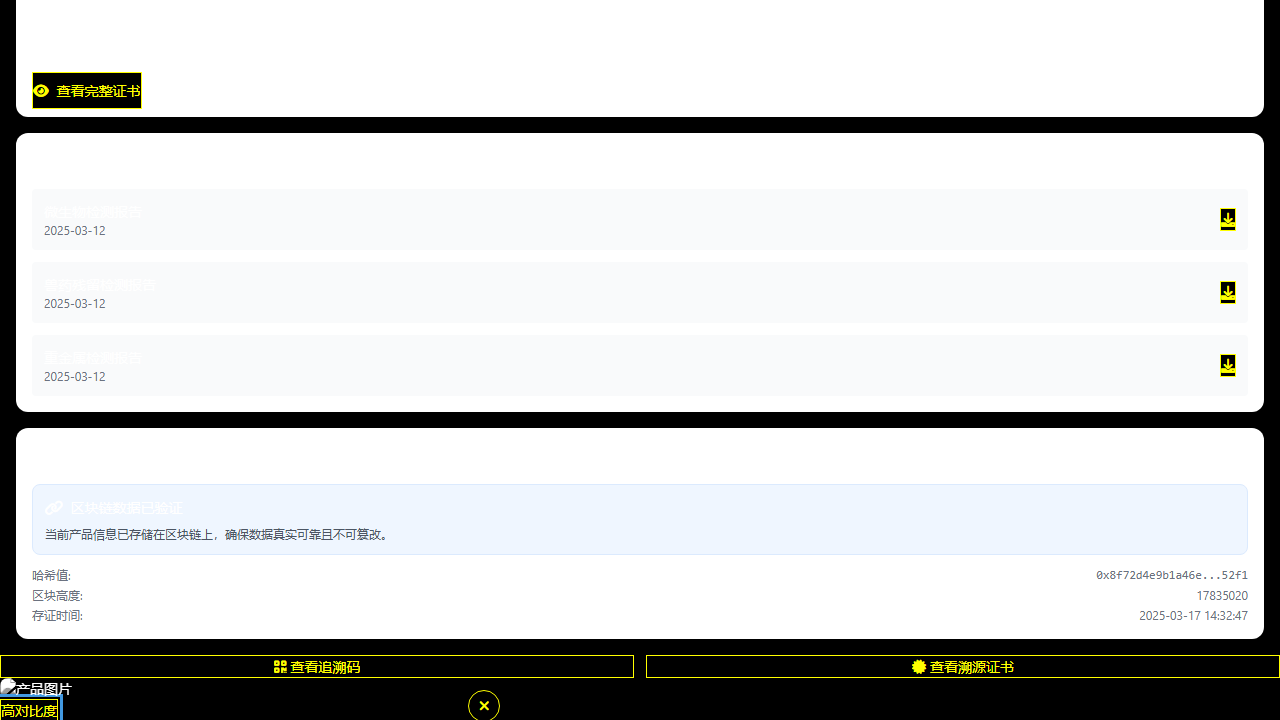 查看完整证书
2025-03-12
2025-03-12
2025-03-12
区块链数据已验证
当前产品信息已存储在区块链上，确保数据真实可靠且不可篡改。
哈希值: 0x8f72d4e9b1a46e...52f1
区块高度: 17835020
存证时间: 2025-03-17 14:32:47
查看追溯码 查看溯源证书
产品图片
高对比度